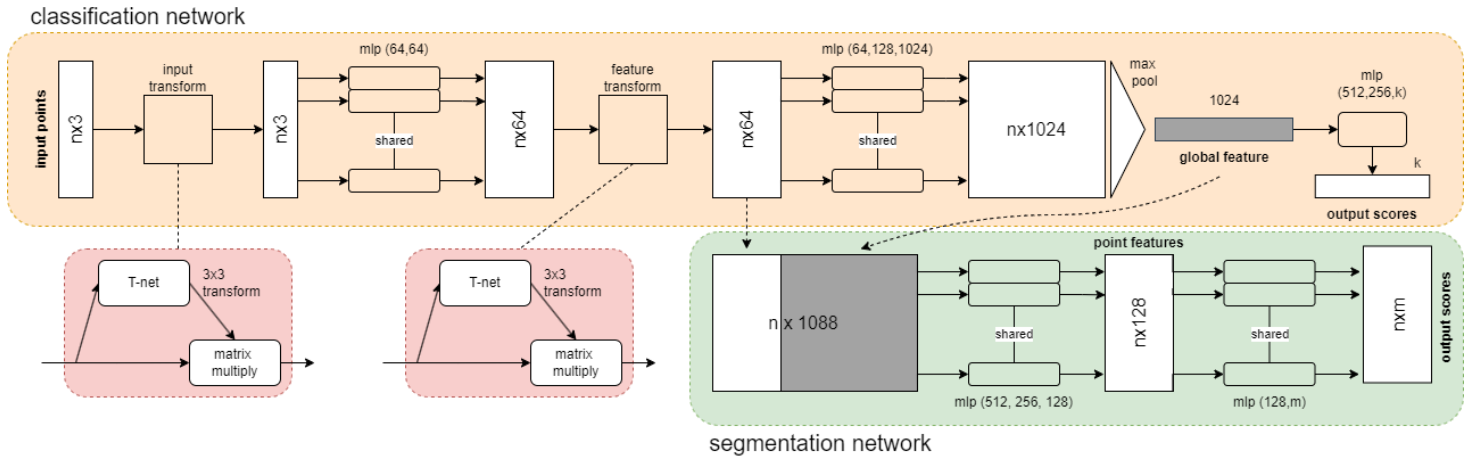 classification network
input points
nx3
input
transform
nx3
mlp (64,64)
shared
nx64
feature
transform
nx64
mlp (64,128,1024)
shared
nx1024
max
pool
1024
global feature
mlp
(512,256,k)
k
output scores
T-net
3x3
transform
matrix
multiply
T-net
3x3
transform
matrix
multiply
point features
n x 1088
shared
mlp (512, 256, 128)
nx128
shared
mlp (128,m)
nxm
output scores
segmentation network